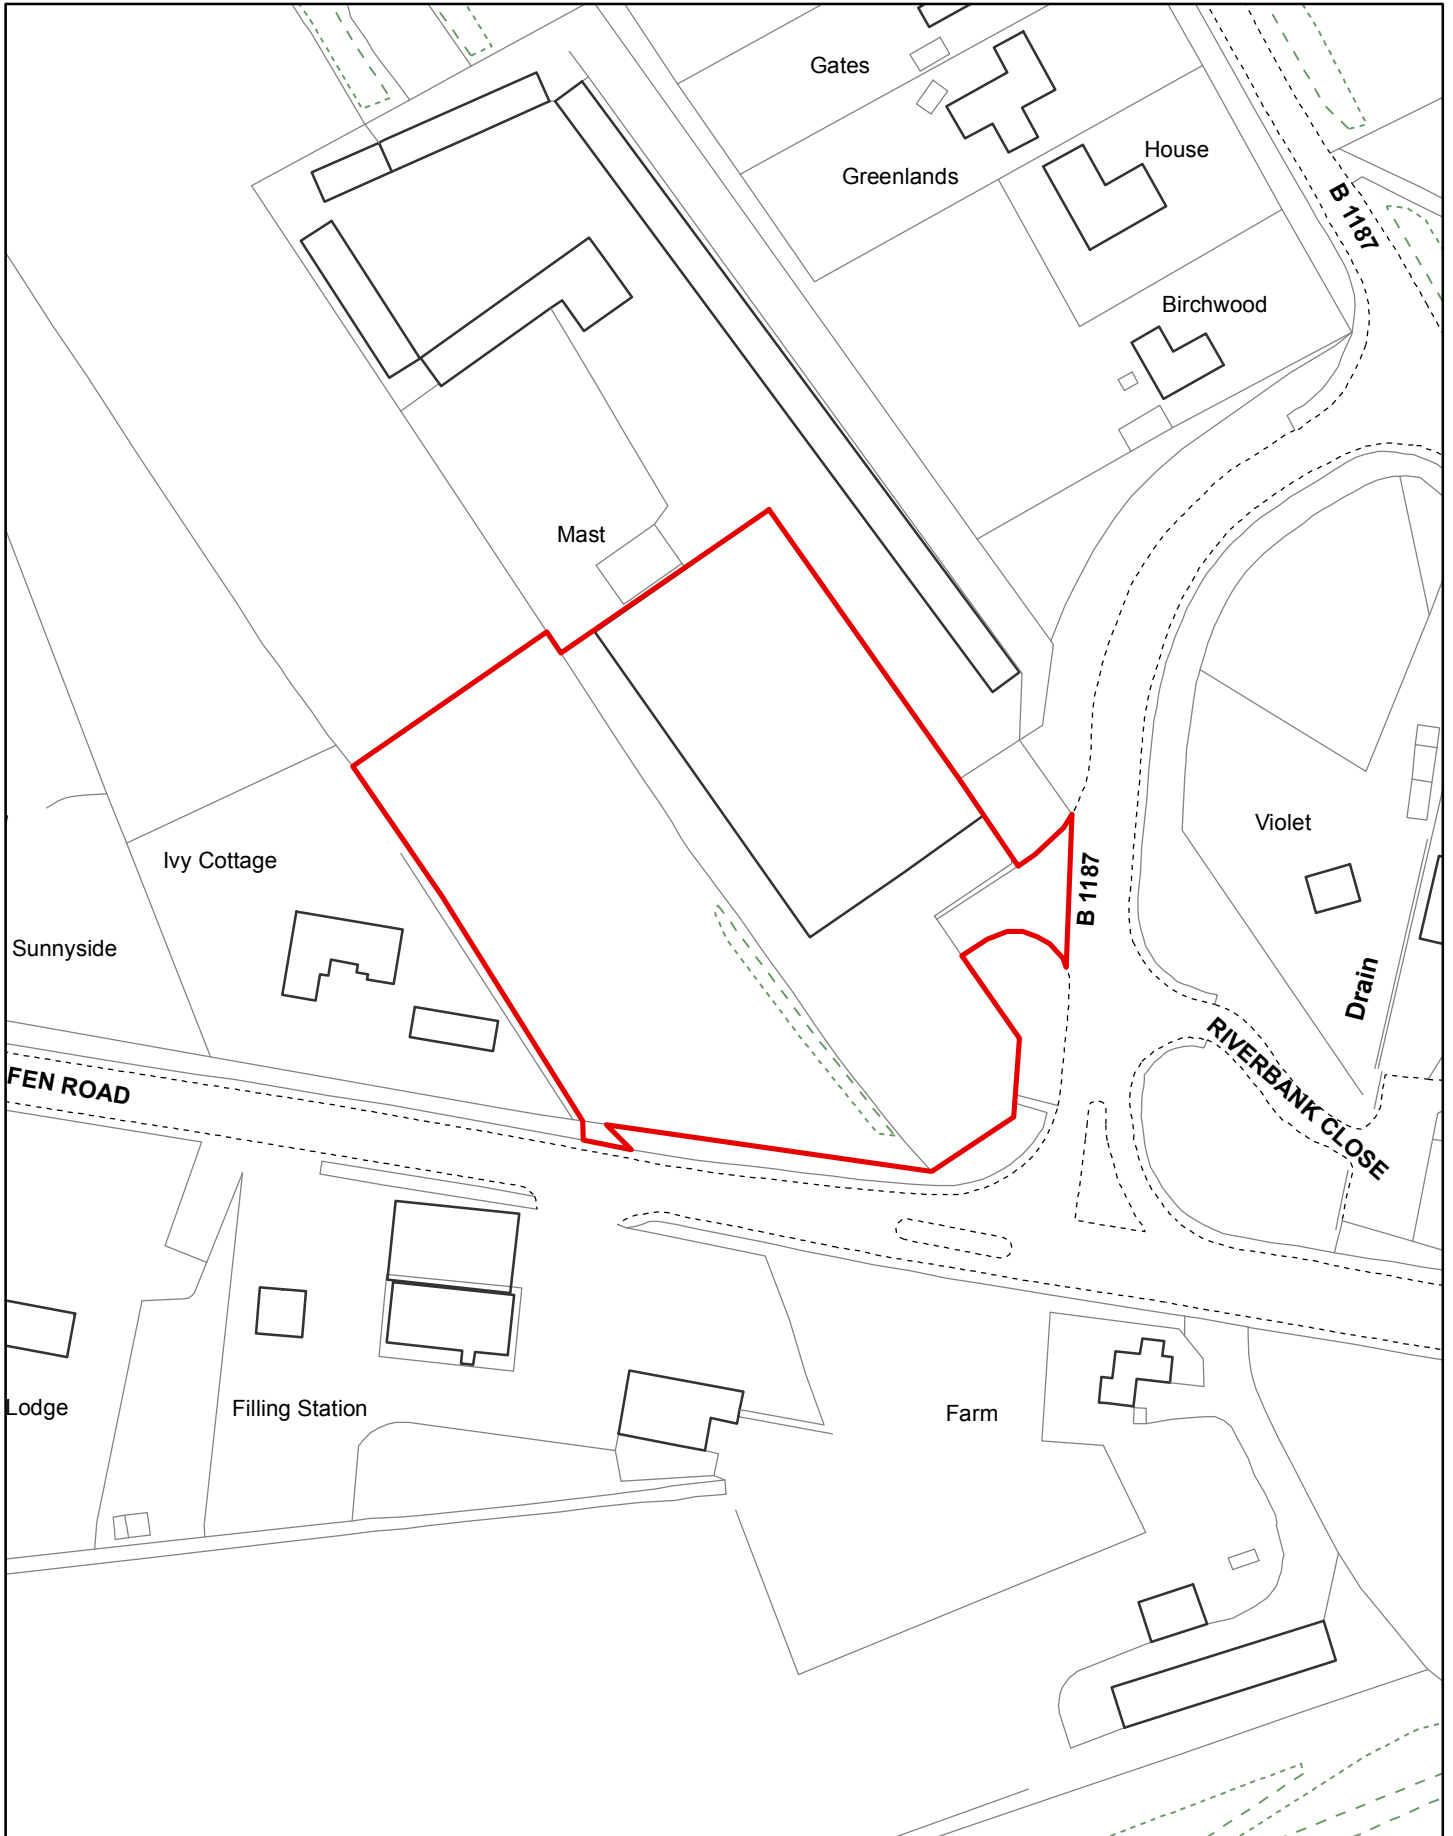 Gates
House
Greenlands
B 1187
Birchwood
Mast
Violet
Ivy Cottage
B 1187
Sunnyside
Drain
RIVERBANK CLOSE
FEN ROAD
Lodge
Filling Station
Farm